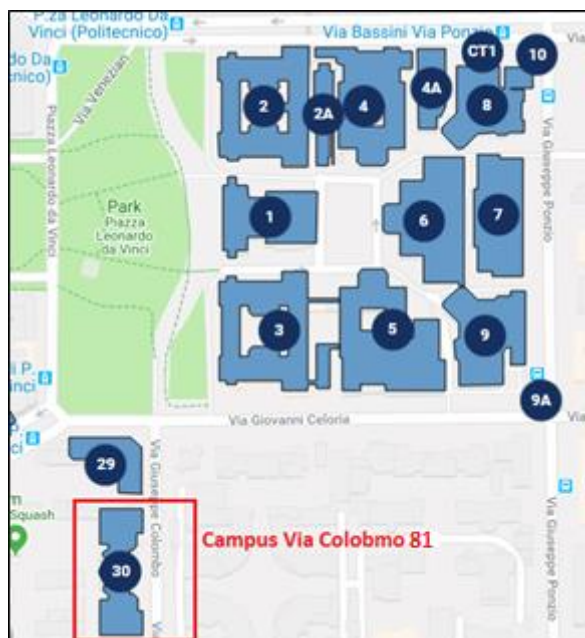 P.za Leonardo Da
Vinci (Politecnico)
Via Bassini Via Ponzio
Via
Via Venezian
CT1
10
2
2A
4
4A
8
Piazza Leonardo da Vinci
Park
Piazza
Leonardo
da Vinci
1
6
7
Via Giuseppe Ponzio
3
5
9
9A
Via Giovanni Celoria
Via
29
Via Giuseppe Colombo
Squash
30
Campus Via Colobmo 81
Via Giuseppe Ponzio